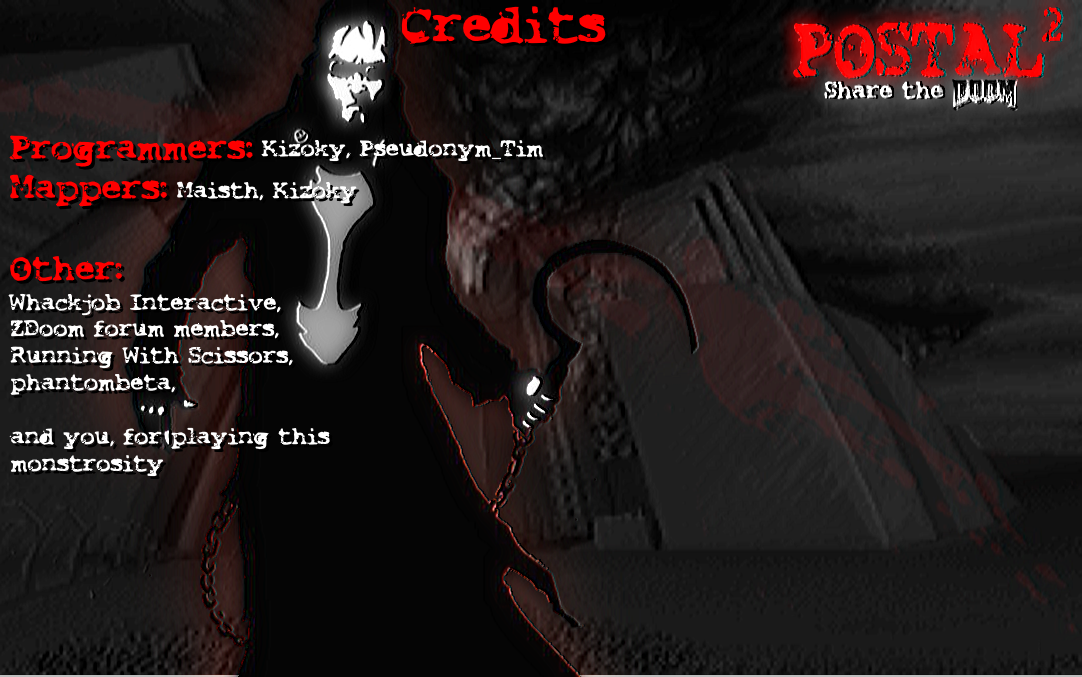 Credits
POSTAL 2
Share the DOOM
Programmers: Kizoky, Pseudonym_Tim
Mappers: Maisth, Kizoky
Other:
Whackjob Interactive,
ZDoom forum members,
Running With Scissors,
phantombeta,
and you, for playing this
monstrosity